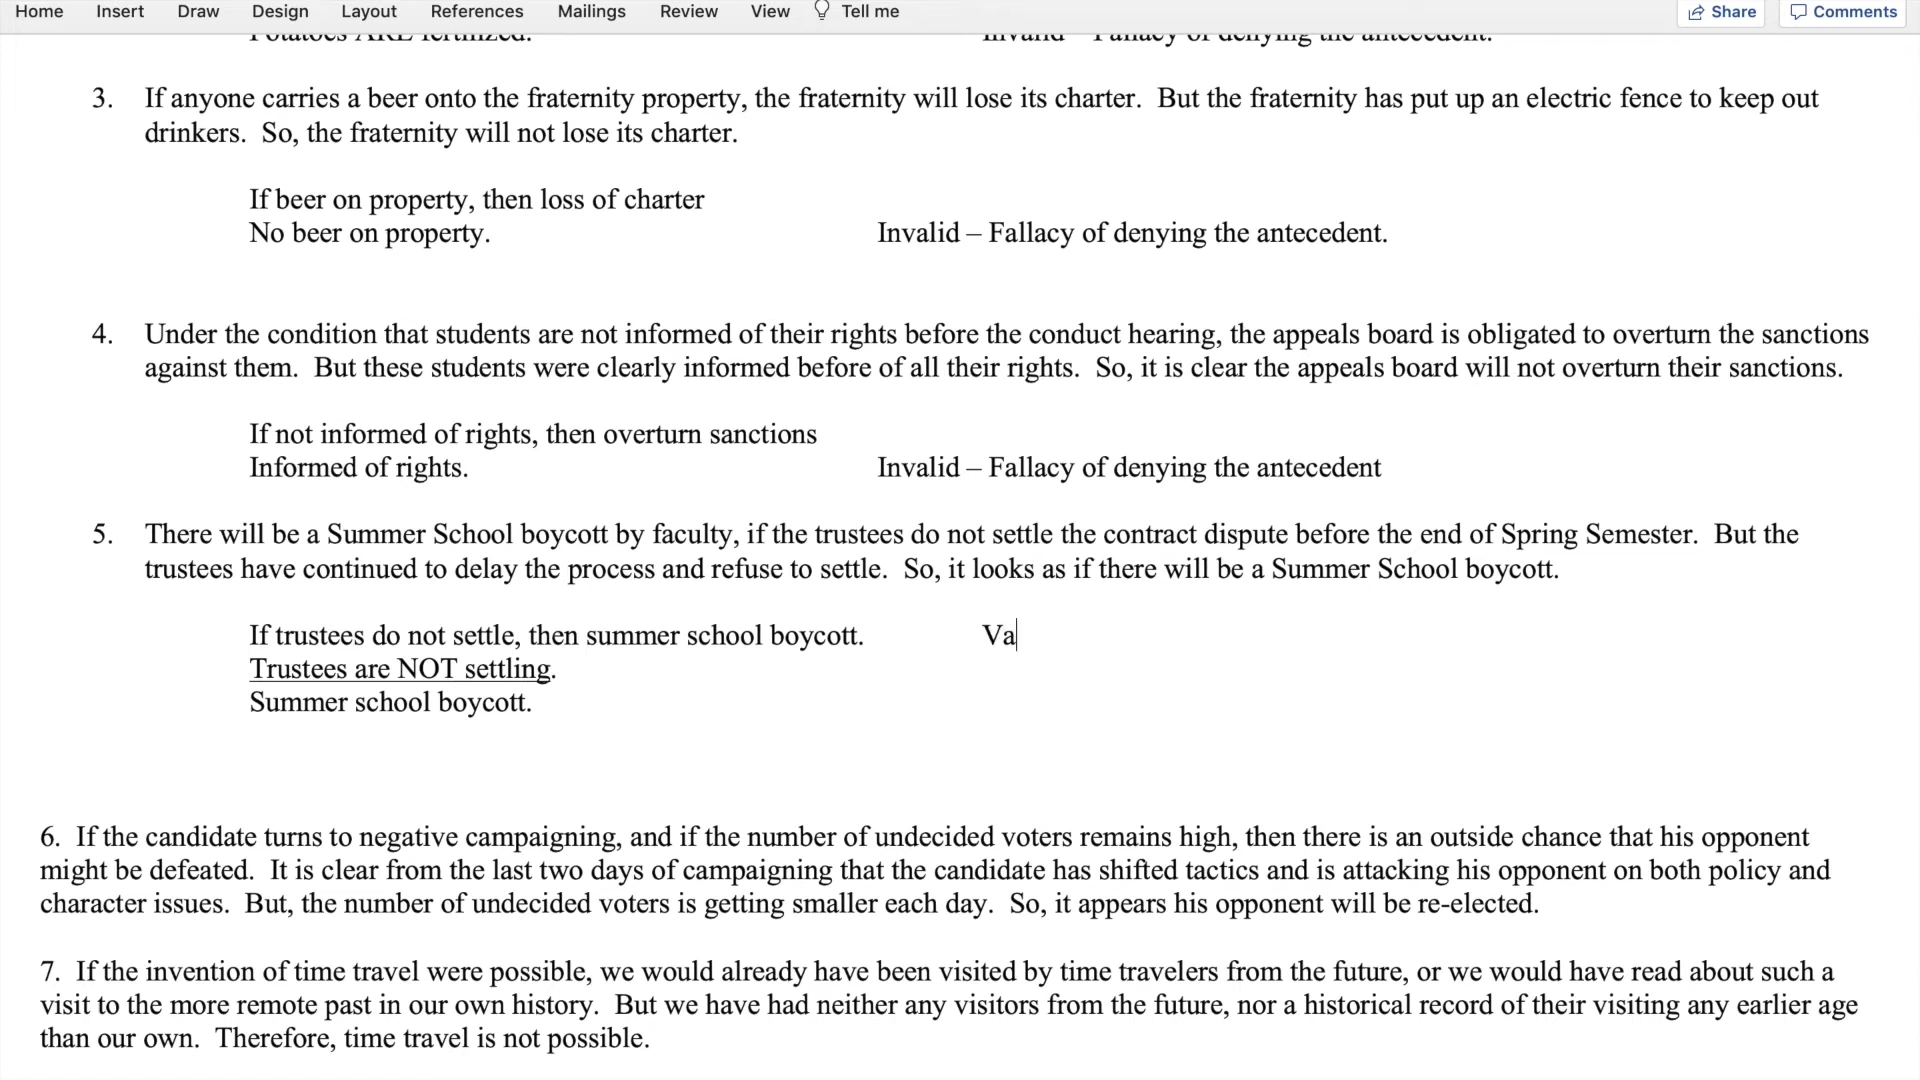 Home Insert Draw Design Layout References Mailings Review View Tell me Share Comments
Potatoes ARE fertilized. Invalid – Fallacy of denying the antecedent.
3. If anyone carries a beer onto the fraternity property, the fraternity will lose its charter. But the fraternity has put up an electric fence to keep out
drinkers. So, the fraternity will not lose its charter.
If beer on property, then loss of charter
No beer on property. Invalid – Fallacy of denying the antecedent.
4. Under the condition that students are not informed of their rights before the conduct hearing, the appeals board is obligated to overturn the sanctions
against them. But these students were clearly informed before of all their rights. So, it is clear the appeals board will not overturn their sanctions.
If not informed of rights, then overturn sanctions
Informed of rights. Invalid – Fallacy of denying the antecedent
5. There will be a Summer School boycott by faculty, if the trustees do not settle the contract dispute before the end of Spring Semester. But the
trustees have continued to delay the process and refuse to settle. So, it looks as if there will be a Summer School boycott.
If trustees do not settle, then summer school boycott. Va
Trustees are NOT settling.
Summer school boycott.
6. If the candidate turns to negative campaigning, and if the number of undecided voters remains high, then there is an outside chance that his opponent
might be defeated. It is clear from the last two days of campaigning that the candidate has shifted tactics and is attacking his opponent on both policy and
character issues. But, the number of undecided voters is getting smaller each day. So, it appears his opponent will be re-elected.
7. If the invention of time travel were possible, we would already have been visited by time travelers from the future, or we would have read about such a
visit to the more remote past in our own history. But we have had neither any visitors from the future, nor a historical record of their visiting any earlier age
than our own. Therefore, time travel is not possible.